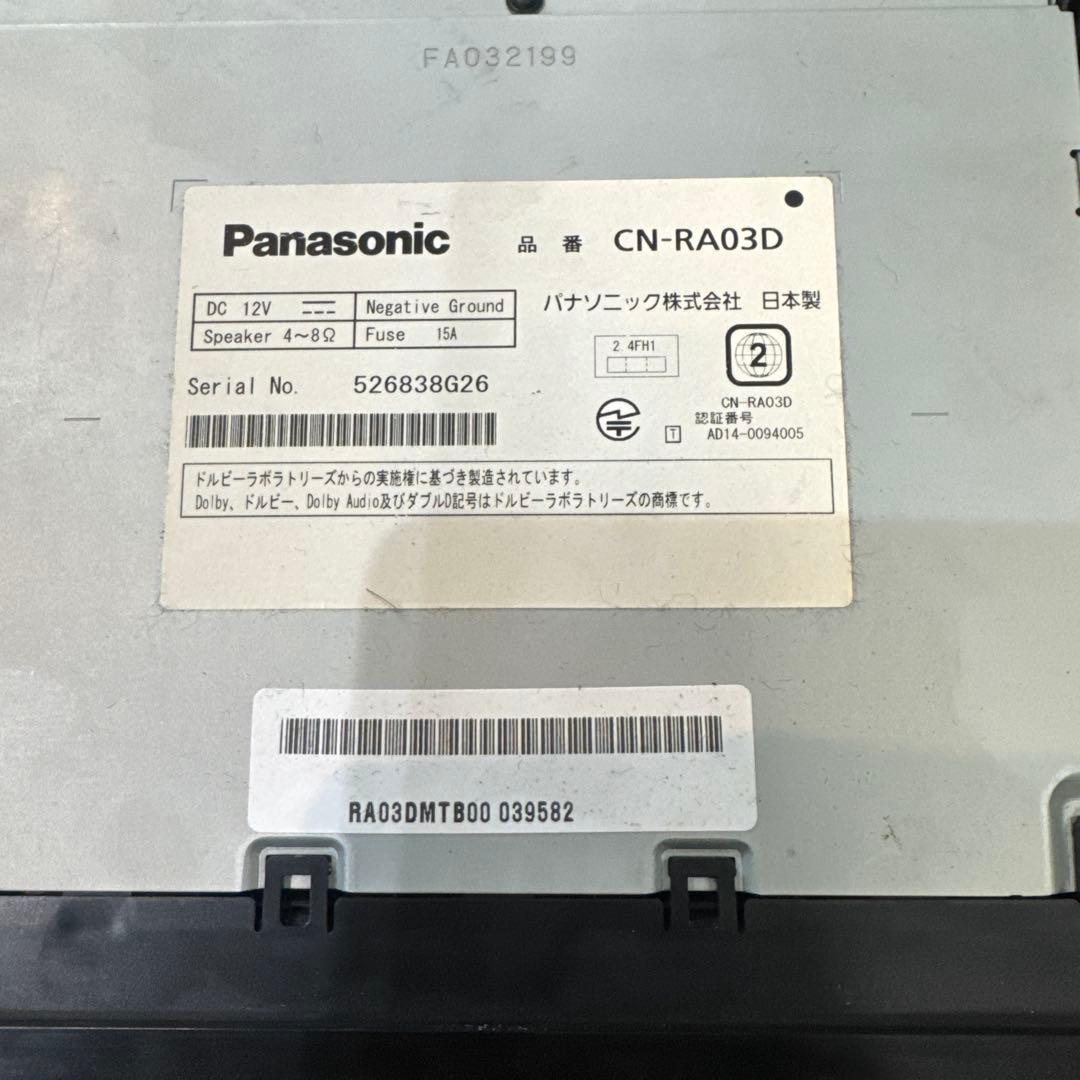 FA032199
Panasonic 品番 CN-RA03D
DC 12V Negative Ground
Speaker 4~8Ω Fuse 15A
パナソニック株式会社 日本製
2.4FH1
2
Serial No. 526838G26
CN-RA03D
認証番号
T AD14-0094005
ドルビーラボラトリーズからの実施権に基づき製造されています。
Dolby、ドルビー、Dolby Audio及びダブルD記号はドルビーラボラトリーズの商標です。
RA03DMTB00 039582